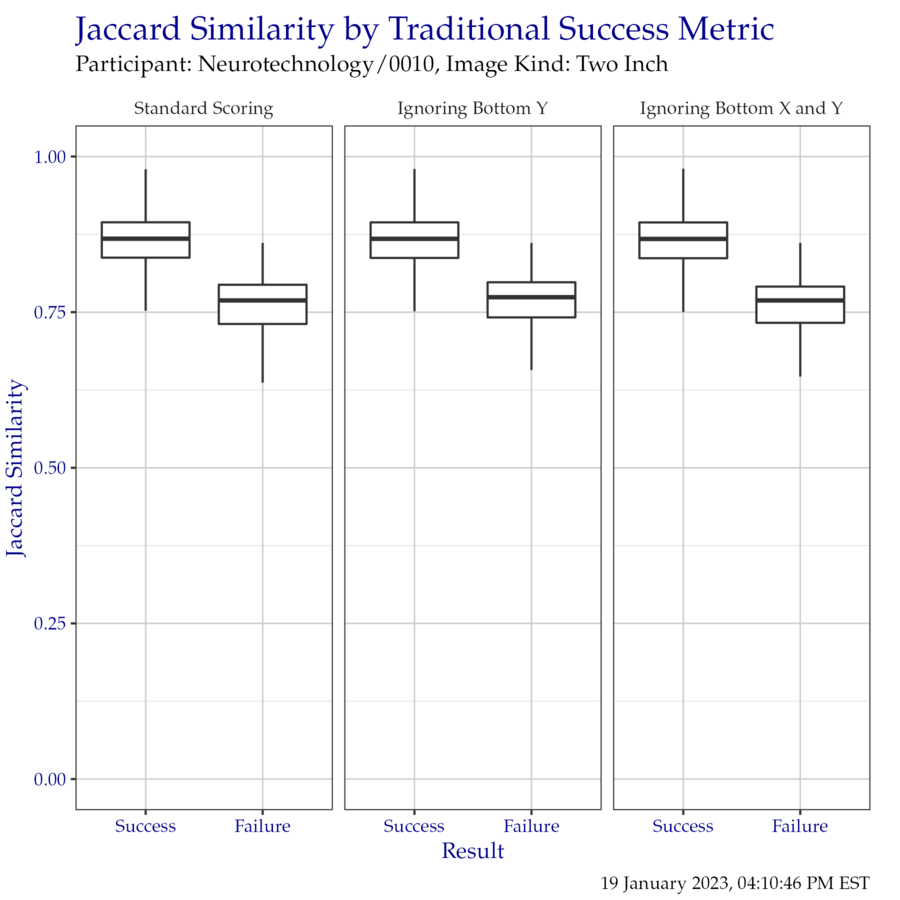 Jaccard Similarity by Traditional Success Metric
Participant: Neurotechnology/0010, Image Kind: Two Inch
Standard Scoring
Ignoring Bottom Y
Ignoring Bottom X and Y
Jaccard Similarity
1.00
0.75
0.50
0.25
0.00
Success
Failure
Success
Failure
Success
Failure
Result
19 January 2023, 04:10:46 PM EST